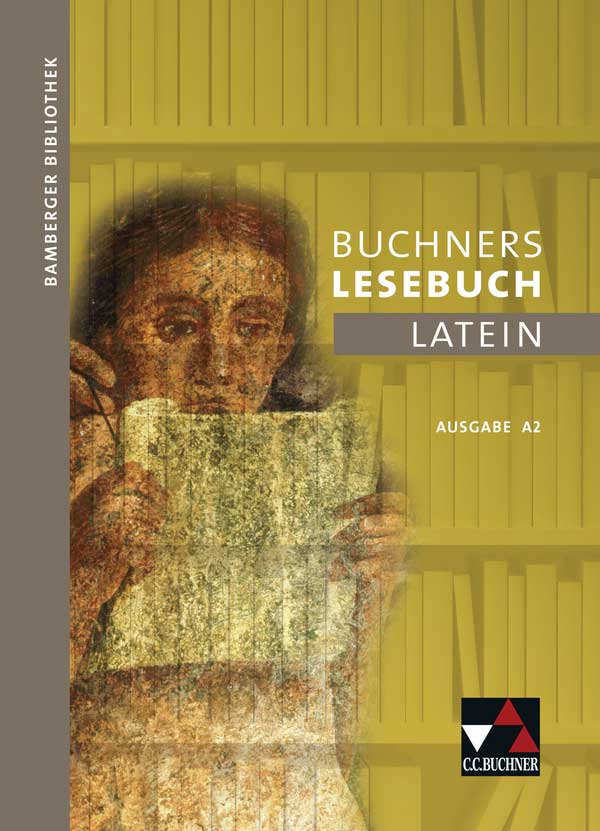 BAMBERGER BIBLIOTHEK
BUCHNERS
LESEBUCH
LATEIN
AUSGABE A2
C.C.BUCHNER